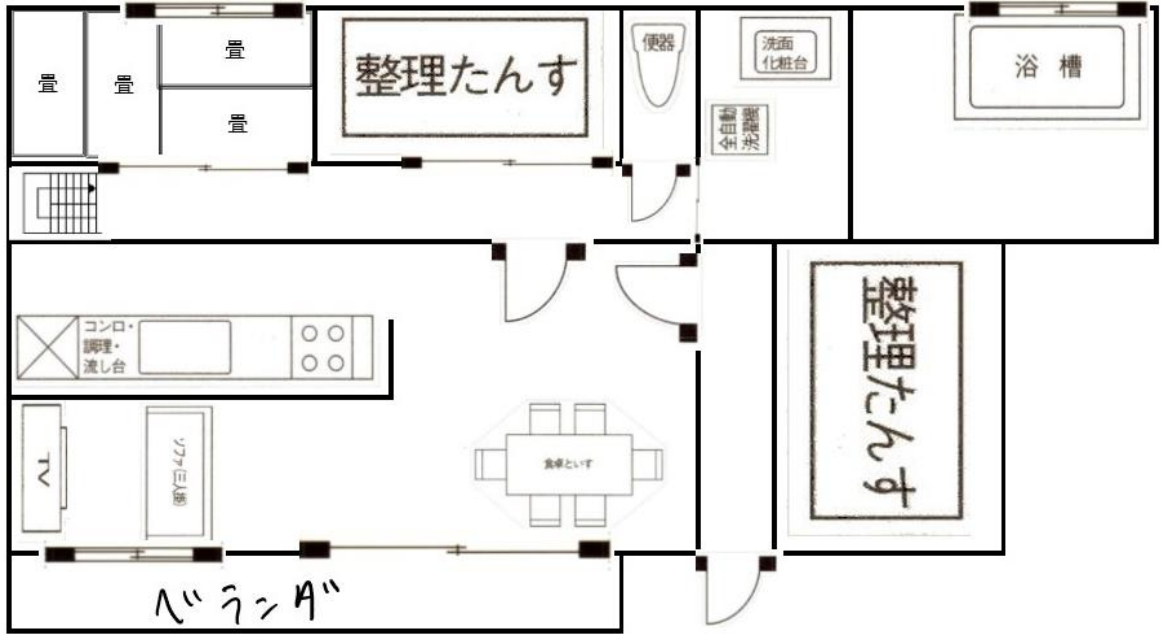 畳
畳
畳
畳
整理たんす
便器
洗面
化粧台
全自動
洗濯機
浴槽
コンロ・
調理・
流し台
整理たんす
TV
ソファ(三人掛)
食卓といす
ベランダ